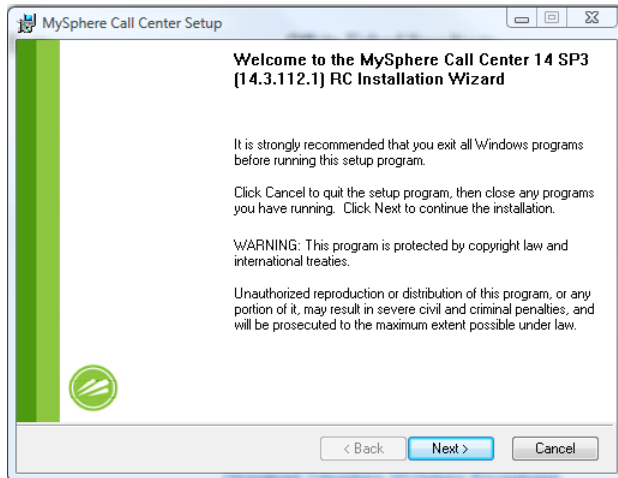 MySphere Call Center Setup
Welcome to the MySphere Call Center 14 SP3
(14.3.112.1) RC Installation Wizard
It is strongly recommended that you exit all Windows programs
before running this setup program.
Click Cancel to quit the setup program, then close any programs
you have running. Click Next to continue the installation.
WARNING: This program is protected by copyright law and
international treaties.
Unauthorized reproduction or distribution of this program, or any
portion of it, may result in severe civil and criminal penalties, and
will be prosecuted to the maximum extent possible under law.
< Back Next > Cancel